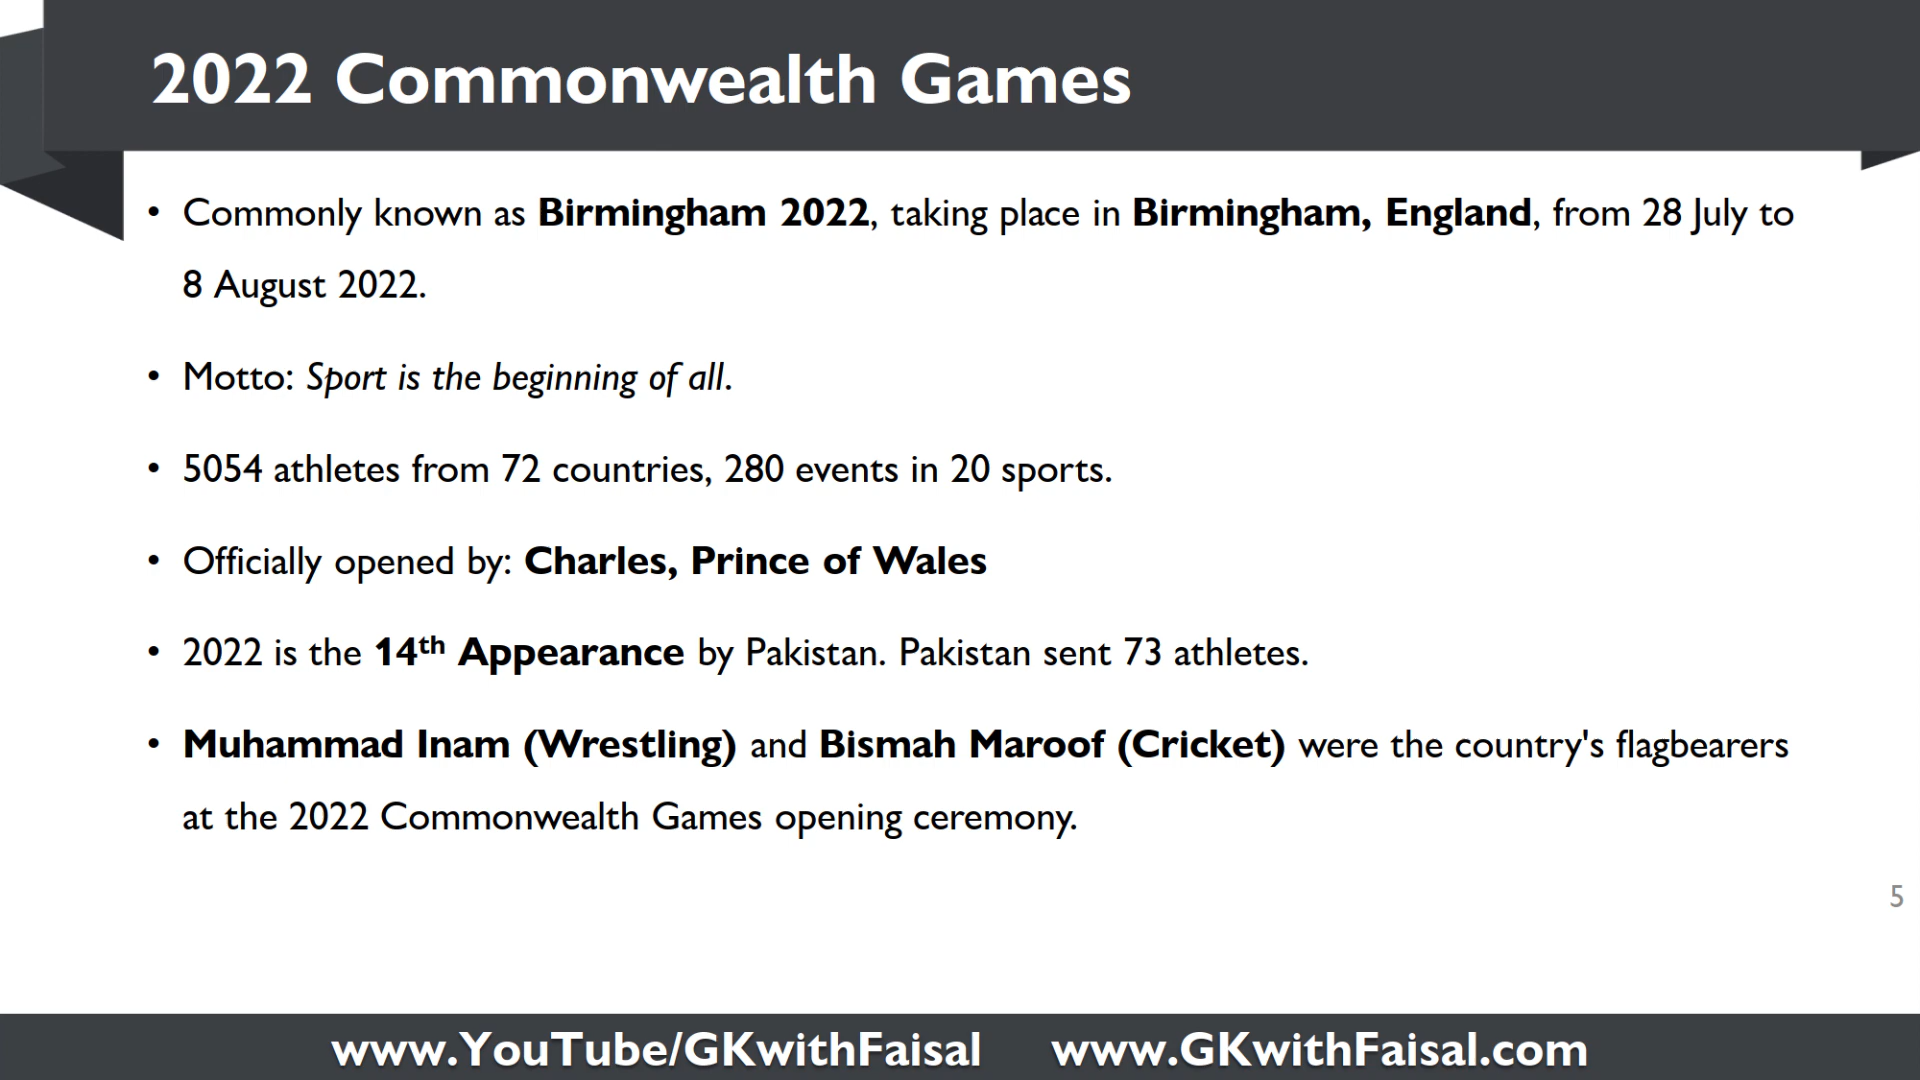 2022 Commonwealth Games
• Commonly known as Birmingham 2022, taking place in Birmingham, England, from 28 July to
8 August 2022.
• Motto: Sport is the beginning of all.
• 5054 athletes from 72 countries, 280 events in 20 sports.
• Officially opened by: Charles, Prince of Wales
• 2022 is the 14th Appearance by Pakistan. Pakistan sent 73 athletes.
• Muhammad Inam (Wrestling) and Bismah Maroof (Cricket) were the country's flagbearers
at the 2022 Commonwealth Games opening ceremony.
5
www.YouTube/GKwithFaisal www.GKwithFaisal.com